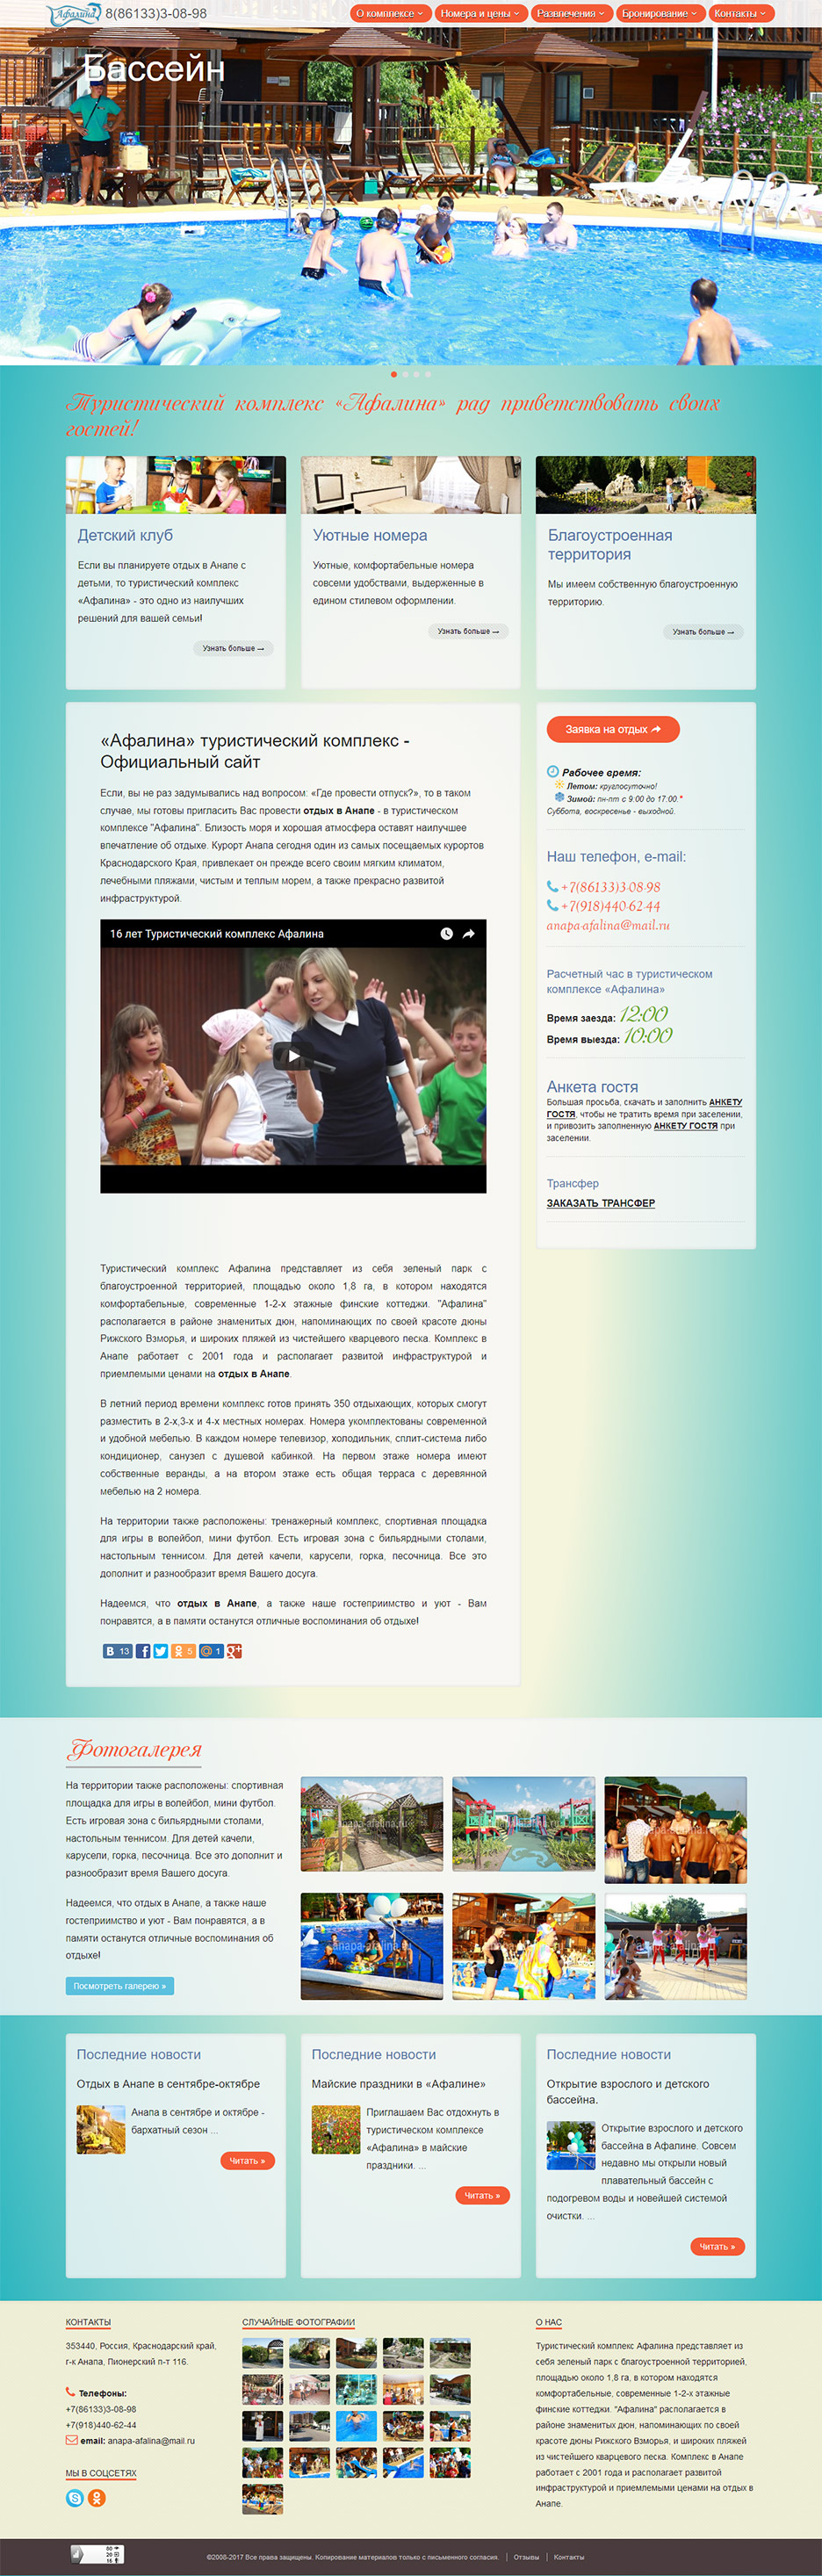 Афалина 8(86133)3-08-98
О комплексе Номера и цены Развлечения Бронирование Контакты
Бассейн
Туристический комплекс «Афалина» рад приветствовать своих
гостей!
Детский клуб
Если вы планируете отдых в Анапе с
детьми, то туристический комплекс
«Афалина» - это одно из наилучших
решений для вашей семьи!
Узнать больше →
Уютные номера
Уютные, комфортабельные номера
совсеми удобствами, выдерженные в
едином стилевом оформлении.
Узнать больше →
Благоустроенная
территория
Мы имеем собственную благоустроенную
территорию.
Узнать больше →
«Афалина» туристический комплекс -
Официальный сайт
Если, вы не раз задумывались над вопросом: «Где провести отпуск?», то в таком
случае, мы готовы пригласить Вас провести отдых в Анапе - в туристическом
комплексе "Афалина". Близость моря и хорошая атмосфера оставят наилучшее
впечатление об отдыхе. Курорт Анапа сегодня один из самых посещаемых курортов
Краснодарского Края, привлекает он прежде всего своим мягким климатом,
лечебными пляжами, чистым и теплым морем, а также прекрасно развитой
инфраструктурой.
16 лет Туристический комплекс Афалина
Туристический комплекс Афалина представляет из себя зеленый парк с
благоустроенной территорией, площадью около 1,8 га, в котором находятся
комфортабельные, современные 1-2-х этажные финские коттеджи. "Афалина"
располагается в районе знаменитых дюн, напоминающих по своей красоте дюны
Рижского Взморья, и широких пляжей из чистейшего кварцевого песка. Комплекс в
Анапе работает с 2001 года и располагает развитой инфраструктурой и
приемлемыми ценами на отдых в Анапе.
В летний период времени комплекс готов принять 350 отдыхающих, которых смогут
разместить в 2-х,3-х и 4-х местных номерах. Номера укомплектованы современной
и удобной мебелью. В каждом номере телевизор, холодильник, сплит-система либо
кондиционер, санузел с душевой кабинкой. На первом этаже номера имеют
собственные веранды, а на втором этаже есть общая терраса с деревянной
мебелью на 2 номера.
На территории также расположены: тренажерный комплекс, спортивная площадка
для игры в волейбол, мини футбол. Есть игровая зона с бильярдными столами,
настольным теннисом. Для детей качели, карусели, горка, песочница. Все это
дополнит и разнообразит время Вашего досуга.
Надеемся, что отдых в Анапе, а также наше гостеприимство и уют - Вам
понравятся, а в памяти останутся отличные воспоминания об отдыхе!
13 5 1
Заявка на отдых
Рабочее время:
Летом: круглосуточно!
Зимой: пн-пт с 9:00 до 17:00.*
Суббота, воскресенье - выходной.
Наш телефон, e-mail:
+7(86133)3-08-98
+7(918)440-62-44
anapa-afalina@mail.ru
Расчетный час в туристическом
комплексе «Афалина»
Время заезда: 12:00
Время выезда: 10:00
Анкета гостя
Большая просьба, скачать и заполнить АНКЕТУ
ГОСТЯ, чтобы не тратить время при заселении,
и привозить заполненную АНКЕТУ ГОСТЯ при
заселении.
Трансфер
ЗАКАЗАТЬ ТРАНСФЕР
Фотогалерея
На территории также расположены: спортивная
площадка для игры в волейбол, мини футбол.
Есть игровая зона с бильярдными столами,
настольным теннисом. Для детей качели,
карусели, горка, песочница. Все это дополнит и
разнообразит время Вашего досуга.
Надеемся, что отдых в Анапе, а также наше
гостеприимство и уют - Вам понравятся, а в
памяти останутся отличные воспоминания об
отдыхе!
Посмотреть галерею »
Последние новости
Отдых в Анапе в сентябре-октябре
Анапа в сентябре и октябре -
бархатный сезон ...
Читать »
Последние новости
Майские праздники в «Афалине»
Приглашаем Вас отдохнуть в
туристическом комплексе
«Афалина» в майские
праздники. ...
Читать »
Последние новости
Открытие взрослого и детского
бассейна.
Открытие взрослого и детского
бассейна в Афалине. Совсем
недавно мы открыли новый
плавательный бассейн с
подогревом воды и новейшей системой
очистки. ...
Читать »
КОНТАКТЫ
353440, Россия, Краснодарский край,
г-к Анапа, Пионерский п-т 116.
Телефоны:
+7(86133)3-08-98
+7(918)440-62-44
email: anapa-afalina@mail.ru
МЫ В СОЦСЕТЯХ
СЛУЧАЙНЫЕ ФОТОГРАФИИ
О НАС
Туристический комплекс Афалина представляет из
себя зеленый парк с благоустроенной территорией,
площадью около 1,8 га, в котором находятся
комфортабельные, современные 1-2-х этажные
финские коттеджи. "Афалина" располагается в
районе знаменитых дюн, напоминающих по своей
красоте дюны Рижского Взморья, и широких пляжей
из чистейшего кварцевого песка. Комплекс в Анапе
работает с 2001 года и располагает развитой
инфраструктурой и приемлемыми ценами на отдых в
Анапе.
©2008-2017 Все права защищены. Копирование материалов только с письменного согласия. | Отзывы | Контакты